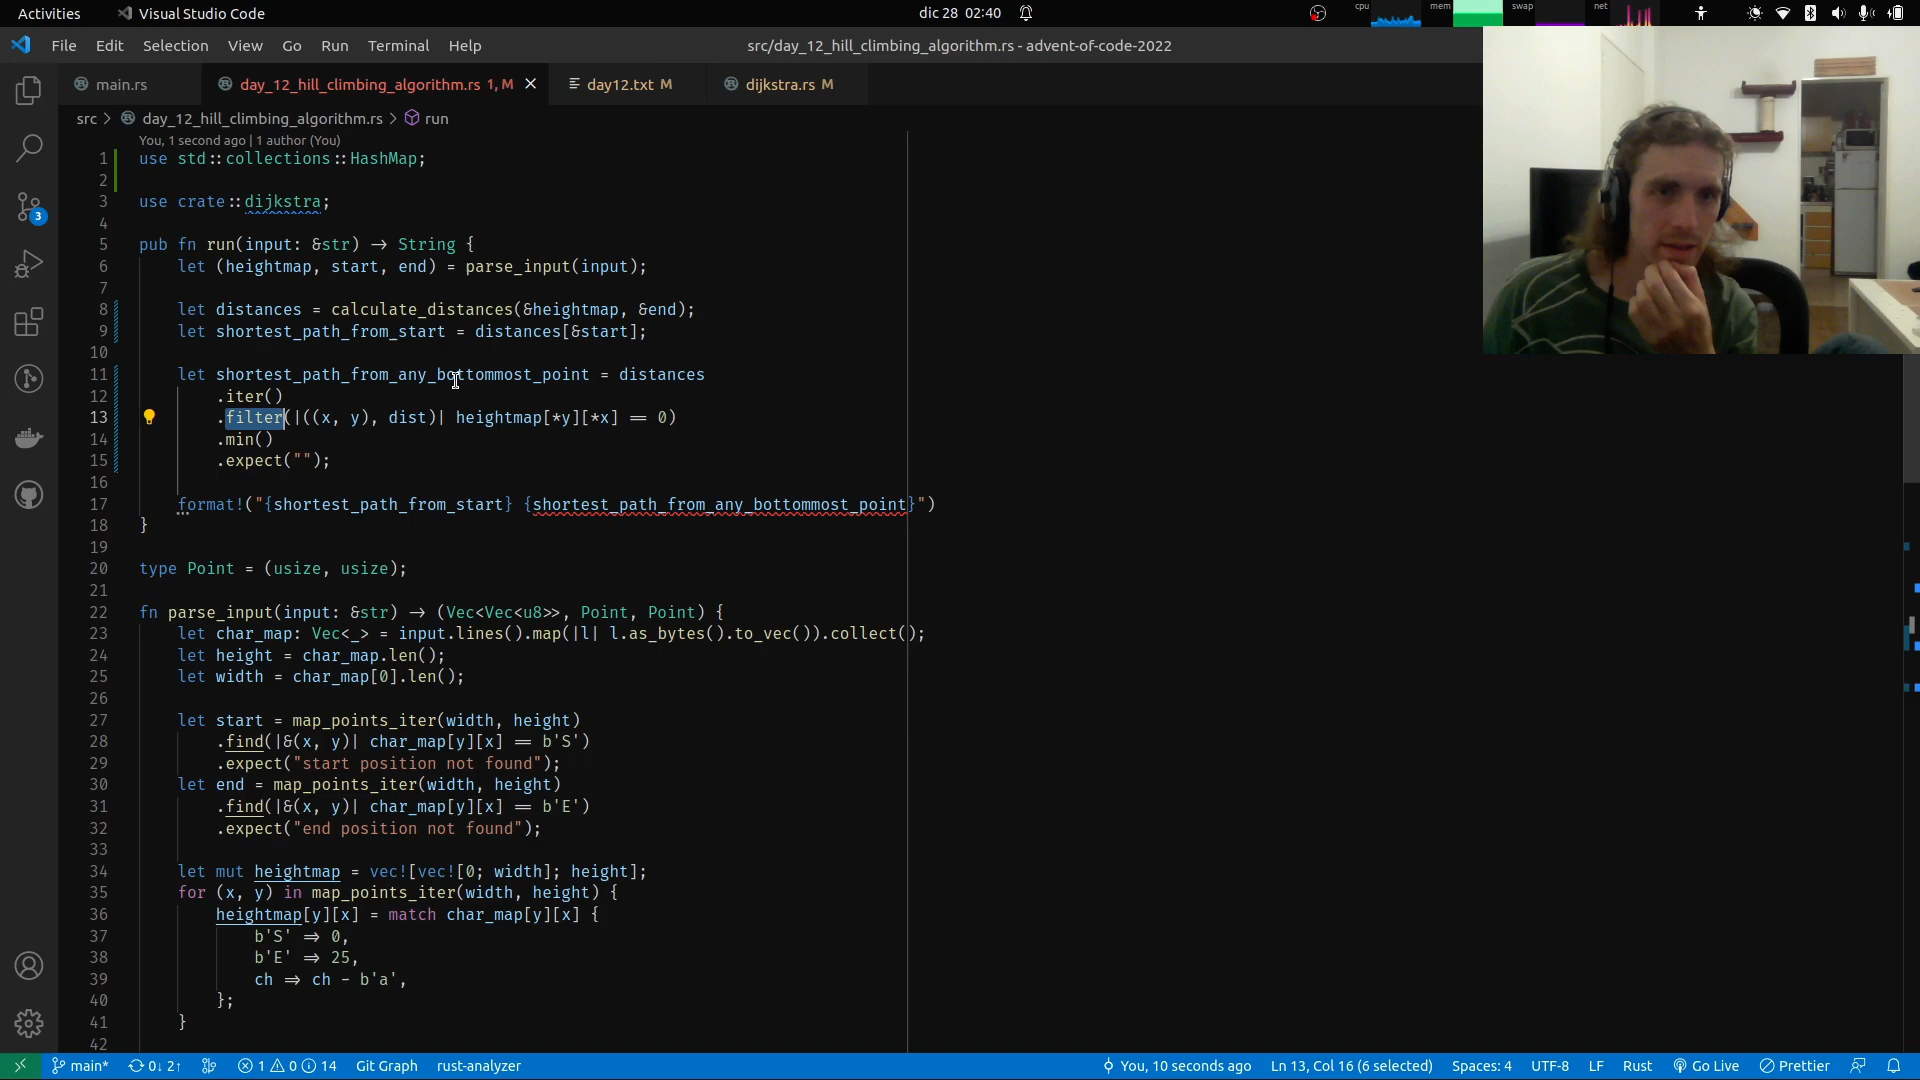 Activities
Visual Studio Code
dic 28 02:40
cpu
mem
swap
net
File Edit Selection View Go Run Terminal Help
src/day_12_hill_climbing_algorithm.rs - advent-of-code-2022
main.rs
day_12_hill_climbing_algorithm.rs 1, M
day12.txt M
dijkstra.rs M
src > day_12_hill_climbing_algorithm.rs > run
You, 1 second ago | 1 author (You)
1 use std::collections::HashMap;
2
3 use crate::dijkstra;
4
5 pub fn run(input: &str) -> String {
6 let (heightmap, start, end) = parse_input(input);
7
8 let distances = calculate_distances(&heightmap, &end);
9 let shortest_path_from_start = distances[&start];
10
11 let shortest_path_from_any_bottommost_point = distances
12 .iter()
13 .filter(|((x, y), dist)| heightmap[*y][*x] == 0)
14 .min()
15 .expect("");
16
17 format!("{shortest_path_from_start} {shortest_path_from_any_bottommost_point}")
18 }
19
20 type Point = (usize, usize);
21
22 fn parse_input(input: &str) -> (Vec<Vec<u8>>, Point, Point) {
23 let char_map: Vec<_> = input.lines().map(|l| l.as_bytes().to_vec()).collect();
24 let height = char_map.len();
25 let width = char_map[0].len();
26
27 let start = map_points_iter(width, height)
28 .find(|&(x, y)| char_map[y][x] == b'S')
29 .expect("start position not found");
30 let end = map_points_iter(width, height)
31 .find(|&(x, y)| char_map[y][x] == b'E')
32 .expect("end position not found");
33
34 let mut heightmap = vec![vec![0; width]; height];
35 for (x, y) in map_points_iter(width, height) {
36 heightmap[y][x] = match char_map[y][x] {
37 b'S' => 0,
38 b'E' => 25,
39 ch => ch - b'a',
40 };
41 }
42
3
main*
0↓ 2↑
1 0 14
Git Graph
rust-analyzer
You, 10 seconds ago
Ln 13, Col 16 (6 selected)
Spaces: 4
UTF-8
LF
Rust
Go Live
Prettier